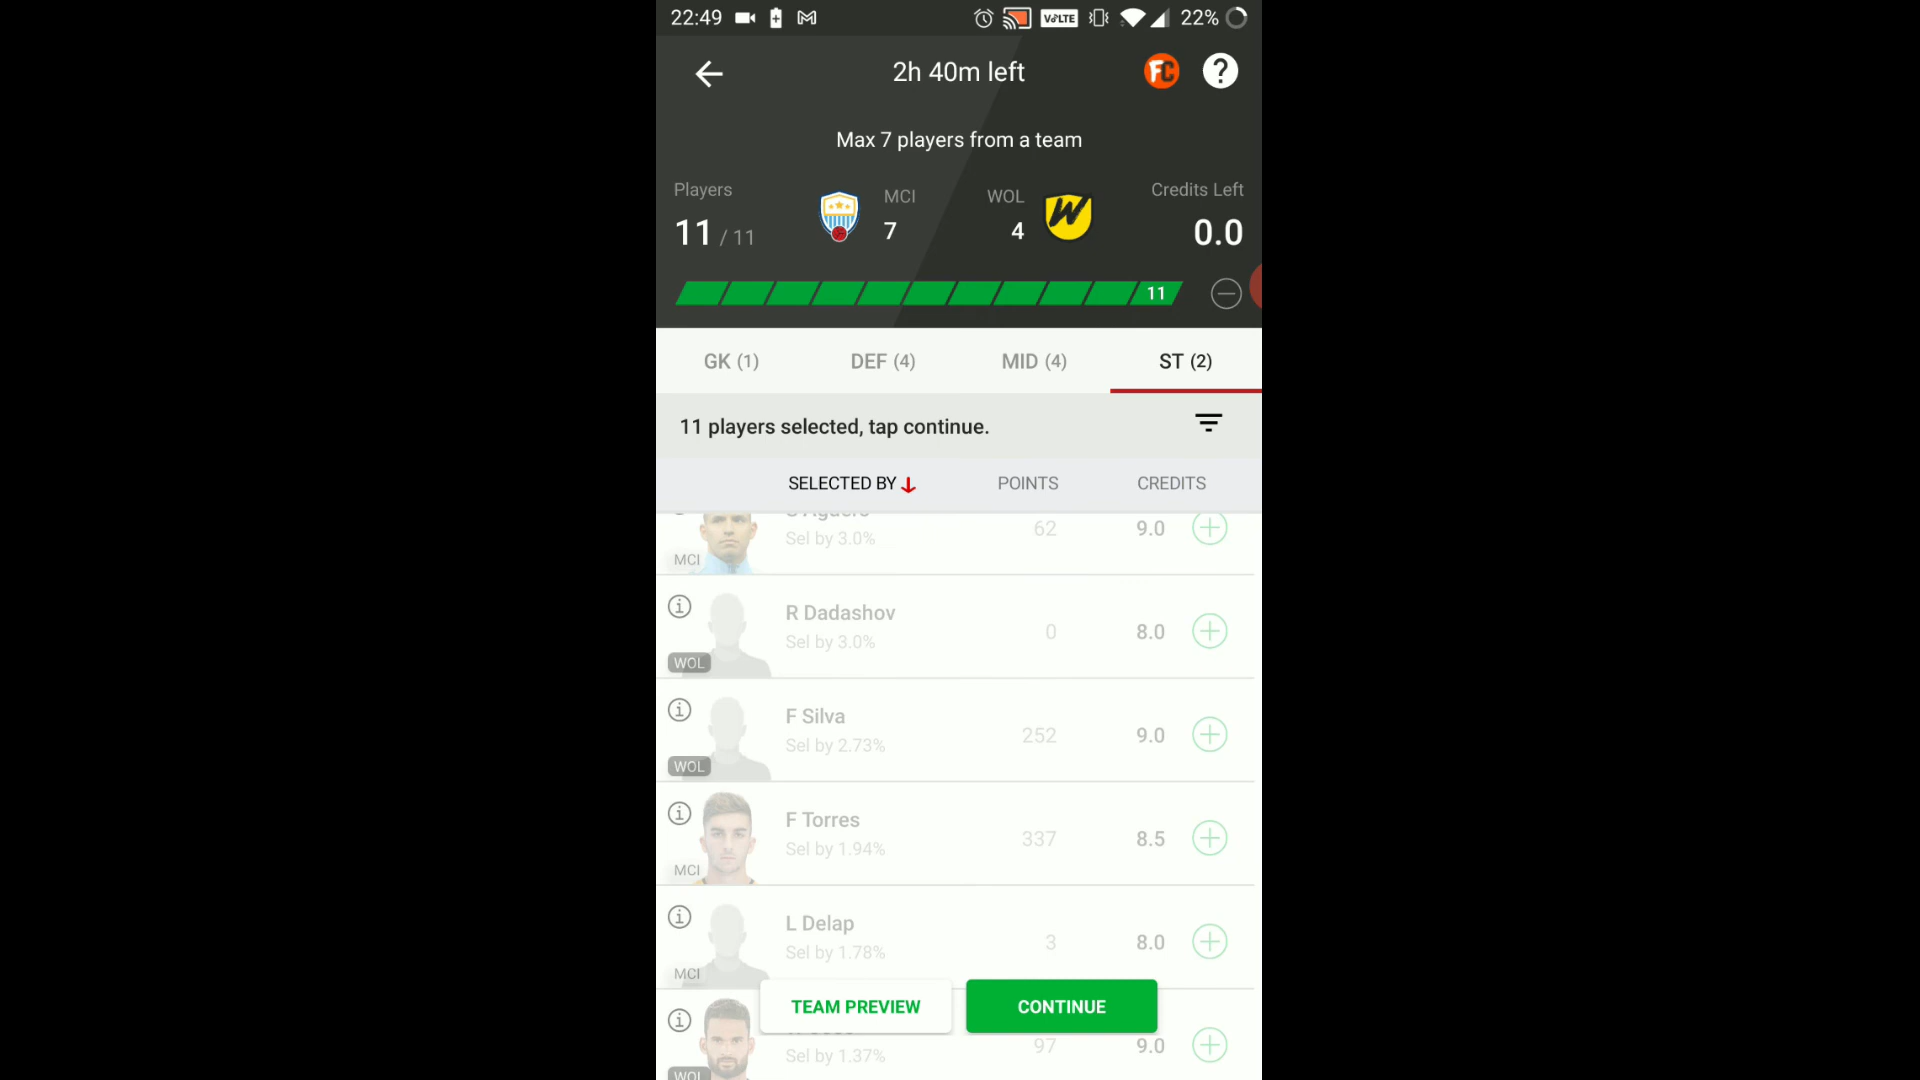 22:49
VoLTE
22%
2h 40m left
FC
?
Max 7 players from a team
Players
11 / 11
MCI
7
WOL
4
W
Credits Left
0.0
11
GK (1)
DEF (4)
MID (4)
ST (2)
11 players selected, tap continue.
SELECTED BY
POINTS
CREDITS
Sel by 3.0%
62
9.0
MCI
R Dadashov
Sel by 3.0%
0
8.0
WOL
F Silva
Sel by 2.73%
252
9.0
WOL
F Torres
Sel by 1.94%
337
8.5
MCI
L Delap
Sel by 1.78%
3
8.0
MCI
TEAM PREVIEW
CONTINUE
Sel by 1.37%
97
9.0
WOL